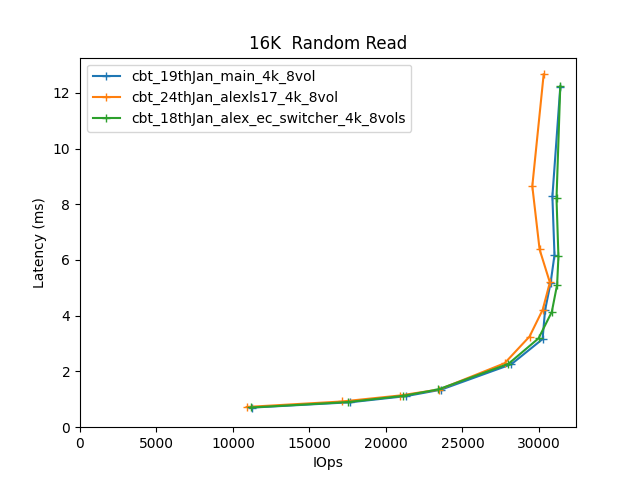 16K  Random Read
cbt_19thJan_main_4k_8vol
cbt_24thJan_alexls17_4k_8vol
cbt_18thJan_alex_ec_switcher_4k_8vols
Latency (ms)
12
10
8
6
4
2
0
0 5000 10000 15000 20000 25000 30000
IOps